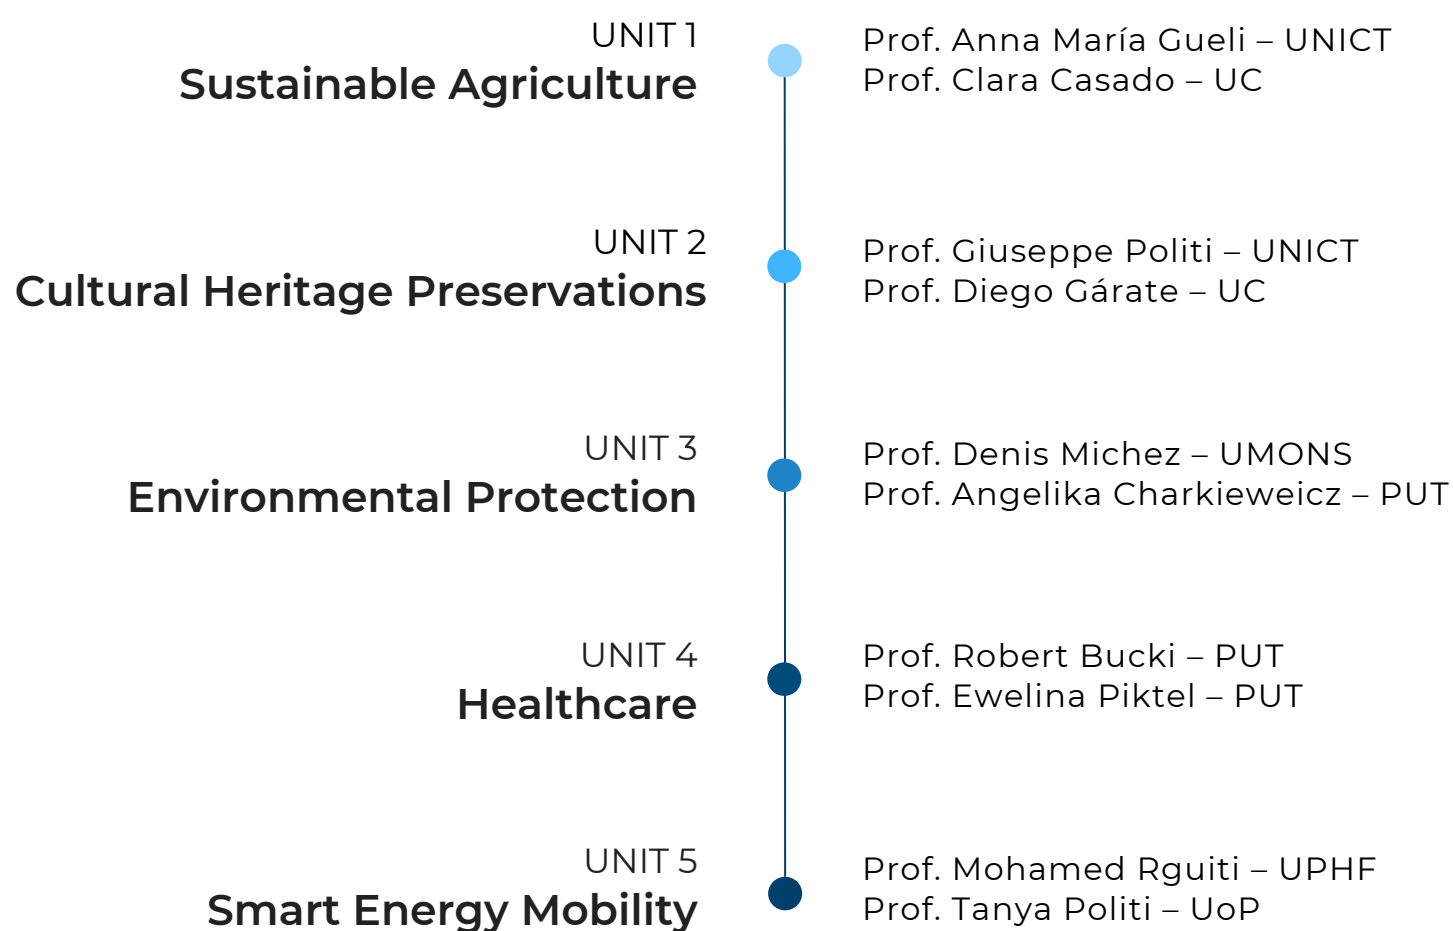 UNIT 1
Sustainable Agriculture
Prof. Anna María Gueli – UNICT
Prof. Clara Casado – UC
UNIT 2
Cultural Heritage Preservations
Prof. Giuseppe Politi – UNICT
Prof. Diego Gárate – UC
UNIT 3
Environmental Protection
Prof. Denis Michez – UMONS
Prof. Angelika Charkieweicz – PUT
UNIT 4
Healthcare
Prof. Robert Bucki – PUT
Prof. Ewelina Piktel – PUT
UNIT 5
Smart Energy Mobility
Prof. Mohamed Rguiti – UPHF
Prof. Tanya Politi – UoP